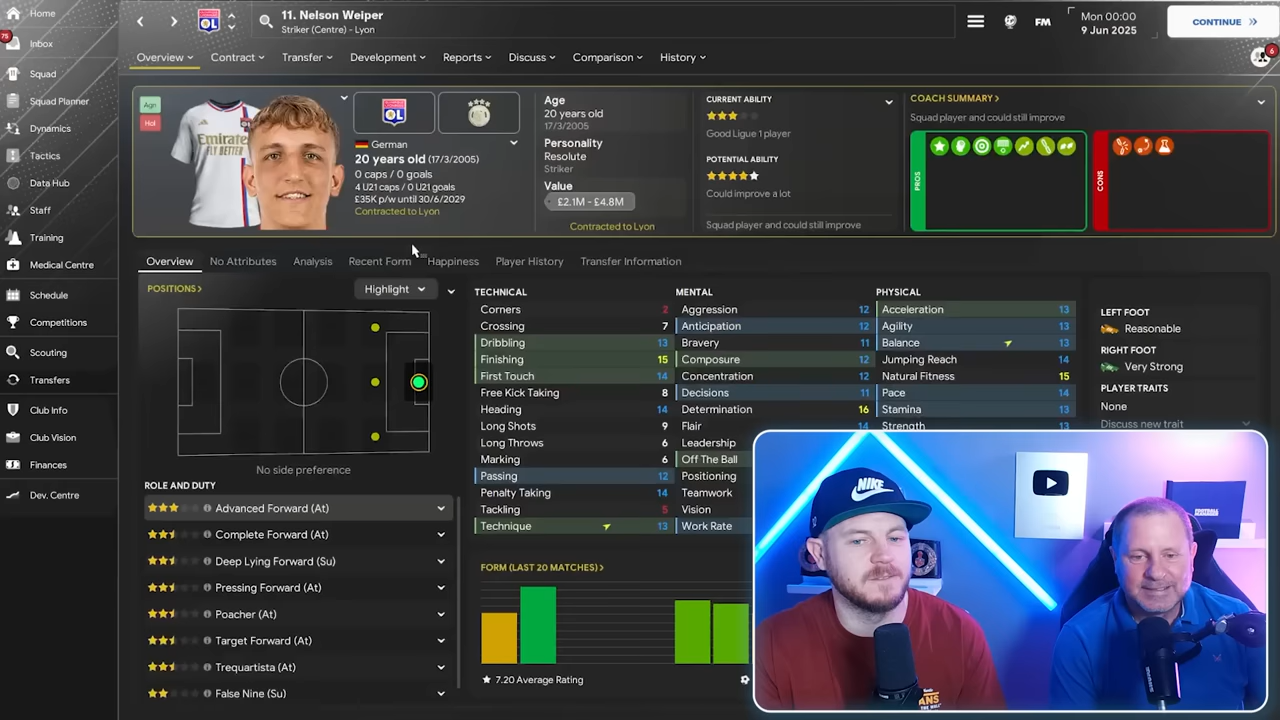 Home
75
Inbox
Squad
Squad Planner
Dynamics
Tactics
Data Hub
Staff
Training
Medical Centre
Schedule
Competitions
Scouting
Transfers
Club Info
Club Vision
Finances
Dev. Centre
11. Nelson Weiper
Striker (Centre) - Lyon
FM
Mon 00:00
9 Jun 2025
CONTINUE
Overview
Contract
Transfer
Development
Reports
Discuss
Comparison
History
6
Agn
Hol
Emirates
FLY BETTER
German
20 years old (17/3/2005)
0 caps / 0 goals
4 U21 caps / 0 U21 goals
£35K p/w until 30/6/2029
Contracted to Lyon
Age
20 years old
17/3/2005
Personality
Resolute
Striker
Value
£2.1M - £4.8M
Contracted to Lyon
CURRENT ABILITY
Good Ligue 1 player
POTENTIAL ABILITY
Could improve a lot
Squad player and could still improve
COACH SUMMARY
Squad player and could still improve
PROS
CONS
Overview
No Attributes
Analysis
Recent Form
Happiness
Player History
Transfer Information
POSITIONS
Highlight
No side preference
ROLE AND DUTY
Advanced Forward (At)
Complete Forward (At)
Deep Lying Forward (Su)
Pressing Forward (At)
Poacher (At)
Target Forward (At)
Trequartista (At)
False Nine (Su)
TECHNICAL
Corners 2
Crossing 7
Dribbling 13
Finishing 15
First Touch 14
Free Kick Taking 8
Heading 14
Long Shots 9
Long Throws 6
Marking 6
Passing 12
Penalty Taking 14
Tackling 5
Technique 13
MENTAL
Aggression 12
Anticipation 12
Bravery 11
Composure 12
Concentration 12
Decisions 11
Determination 16
Flair 14
Leadership
Off The Ball
Positioning
Teamwork
Vision
Work Rate
PHYSICAL
Acceleration 13
Agility 13
Balance 13
Jumping Reach 14
Natural Fitness 15
Pace 14
Stamina 13
Strength 13
LEFT FOOT
Reasonable
RIGHT FOOT
Very Strong
PLAYER TRAITS
None
Discuss new trait
FORM (LAST 20 MATCHES)
7.20 Average Rating
NIKE
FOOTBALL
MANAGER